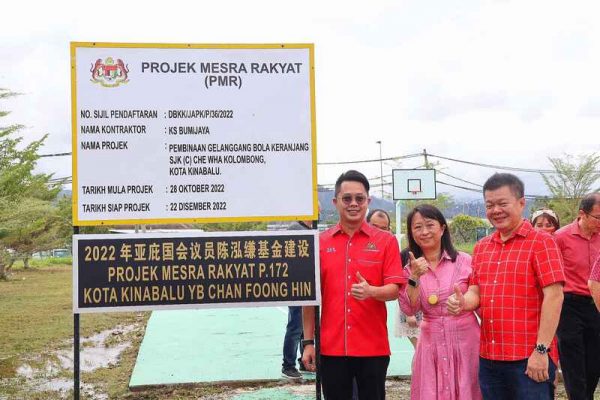 PROJEK MESRA RAKYAT
(PMR)
NO. SIJIL PENDAFTARAN : DBKK/JAPK/P/36/2022
NAMA KONTRAKTOR : KS BUMIJAYA
NAMA PROJEK : PEMBINAAN GELANGGANG BOLA KERANJANG
SJK (C) CHE WHA KOLOMBONG,
KOTA KINABALU.
TARIKH MULA PROJEK : 28 OKTOBER 2022
TARIKH SIAP PROJEK : 22 DISEMBER 2022
2022 年亚庇国会议员陈泓缣基金建设
PROJEK MESRA RAKYAT P.172
KOTA KINABALU YB CHAN FOONG HIN